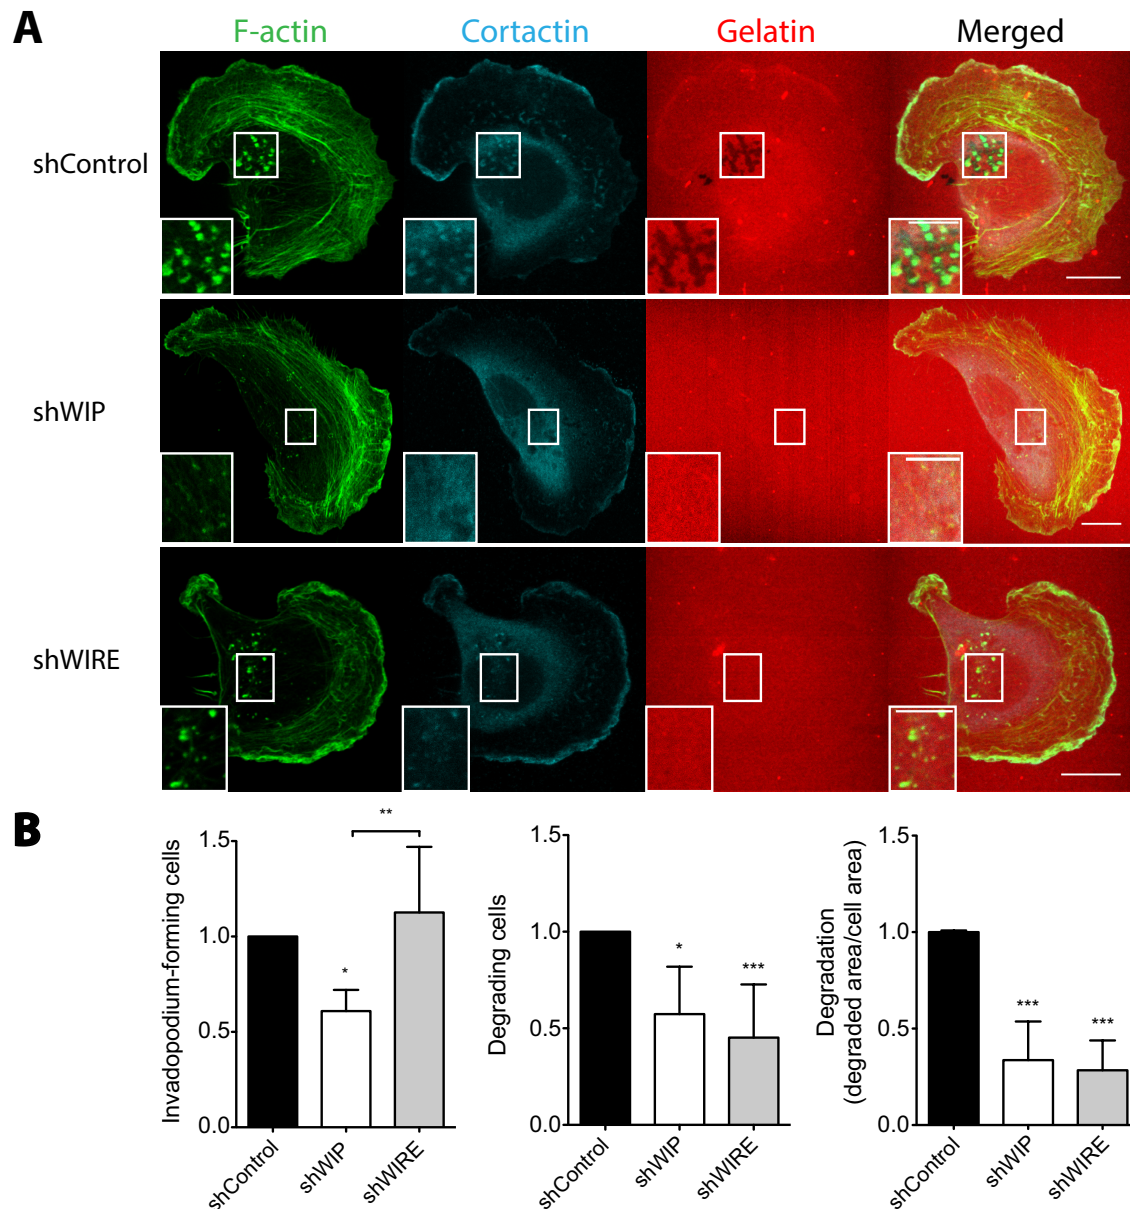 A
F-actin Cortactin Gelatin Merged
shControl
shWIP
shWIRE
B
Invadopodium-forming cells
1.5
1.0
0.5
0.0
*
**
shControl
shWIP
shWIRE
Degrading cells
1.5
1.0
0.5
0.0
*
***
shControl
shWIP
shWIRE
Degradation
(degraded area/cell area)
1.5
1.0
0.5
0.0
***
***
shControl
shWIP
shWIRE